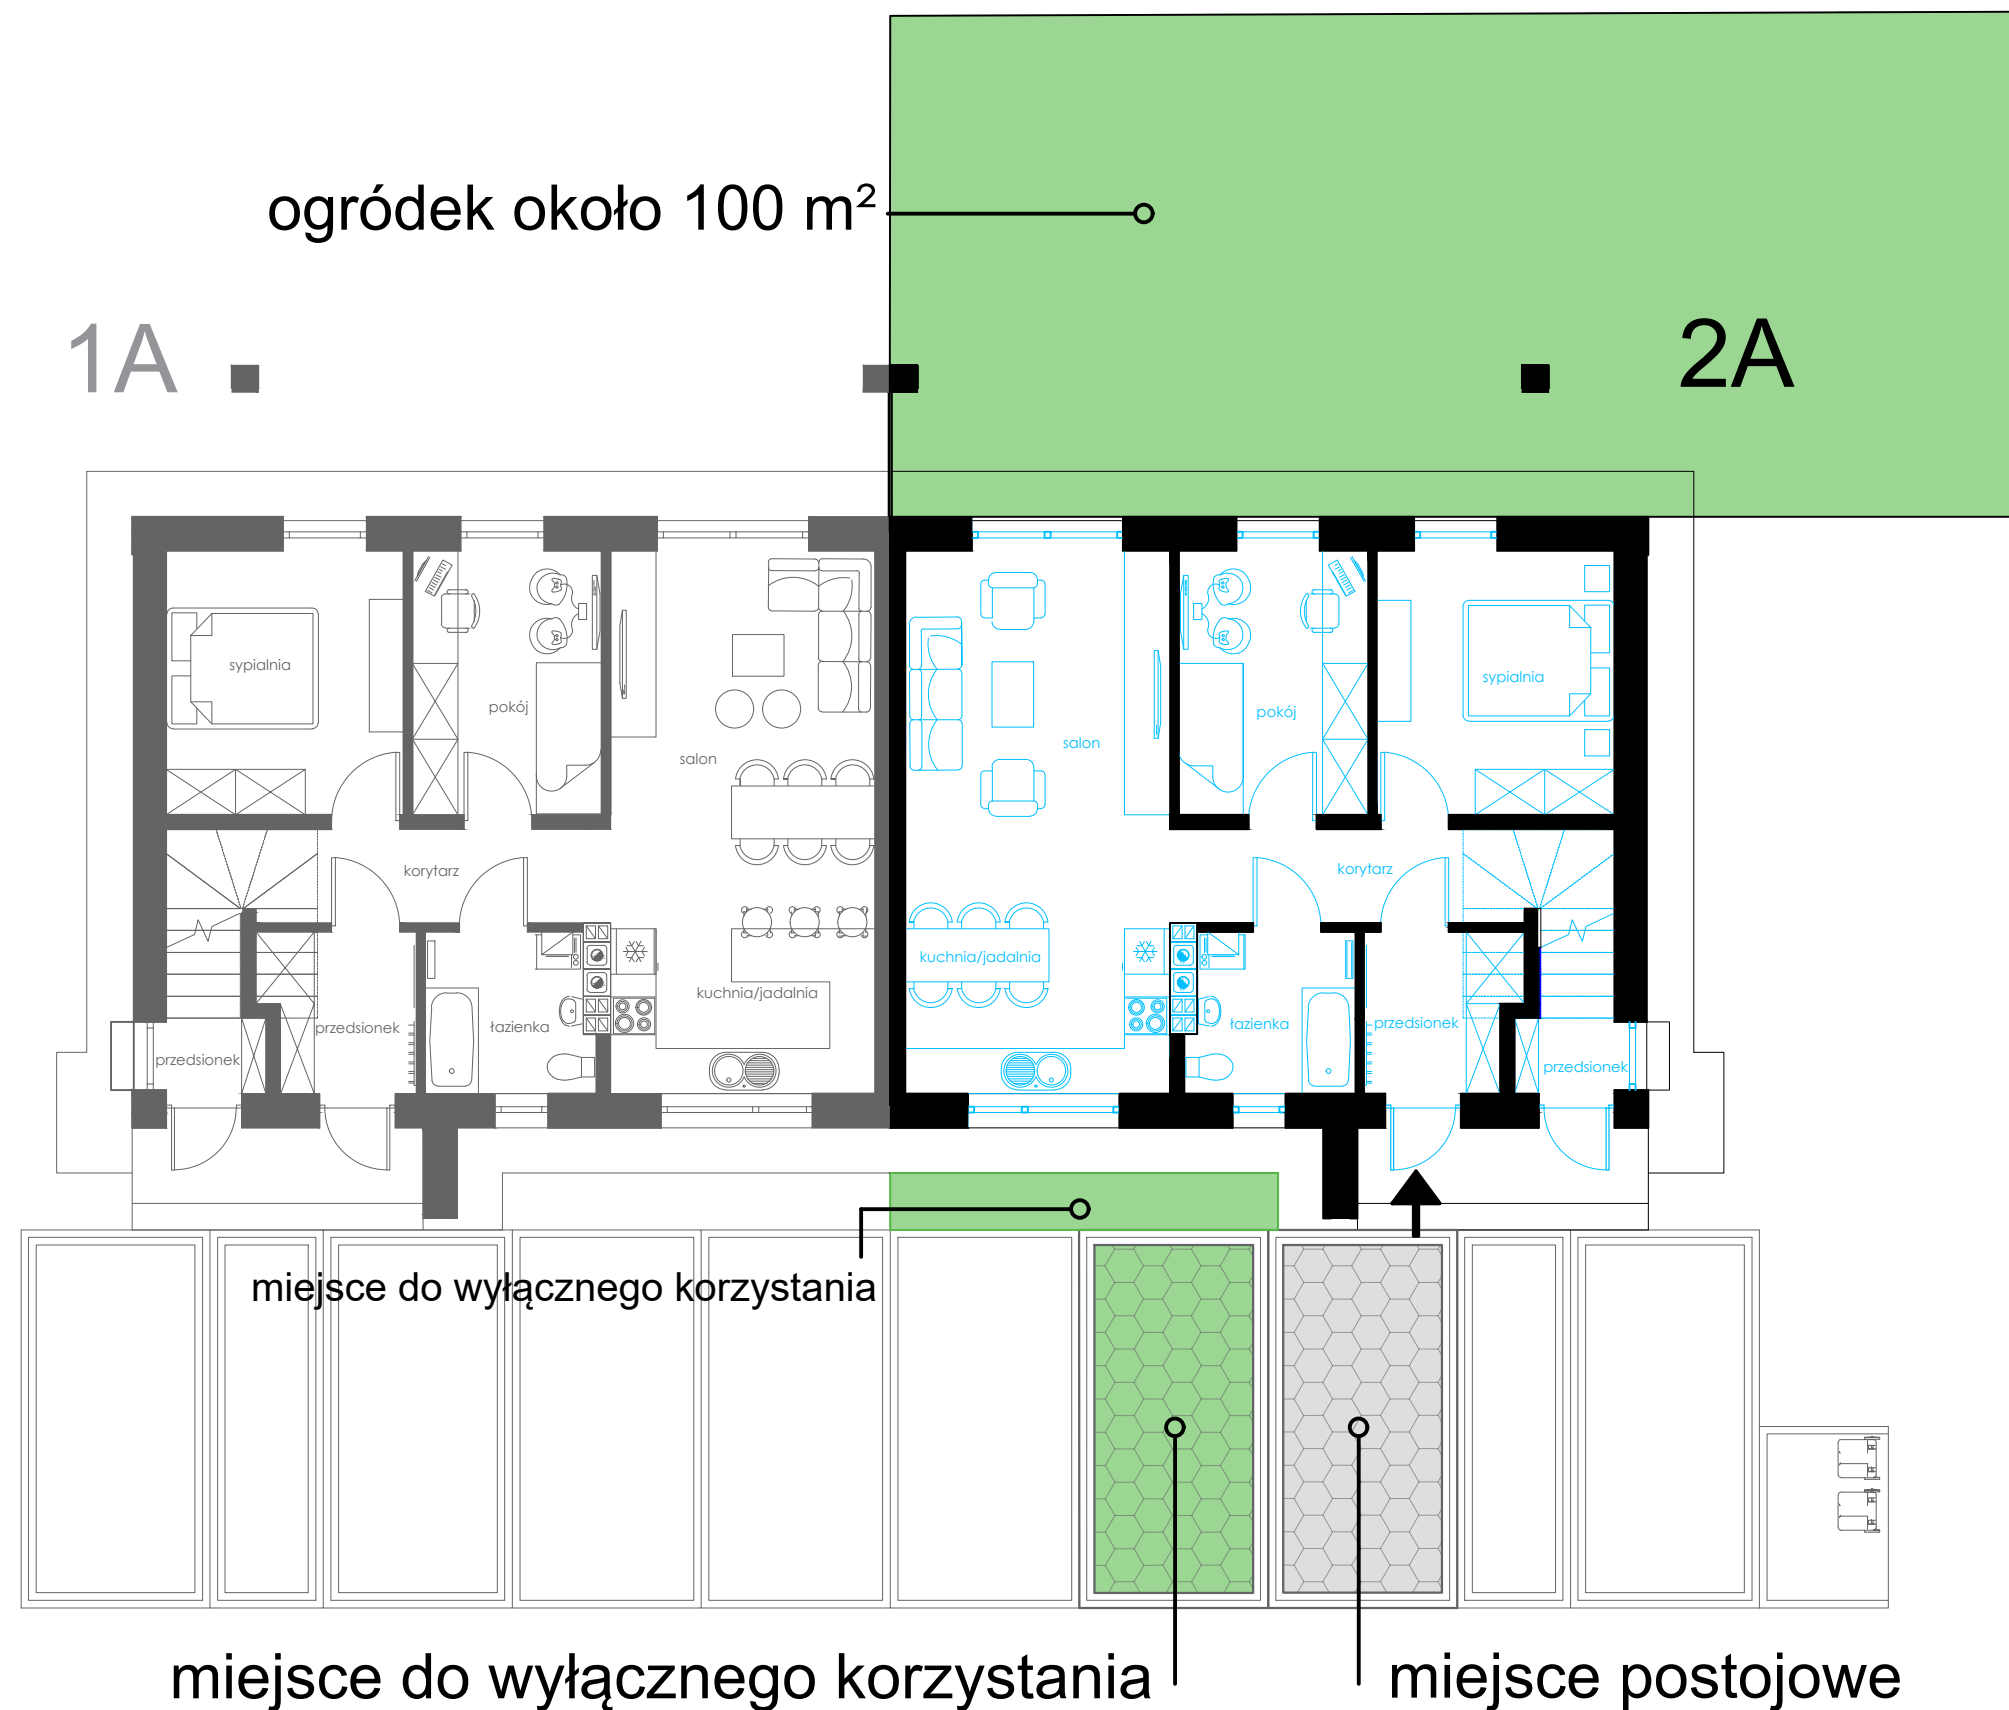 ogródek około 100 m²
1A
2A
sypialnia
pokój
salon
korytarz
kuchnia/jadalnia
łazienka
przedsionek
przedsionek
salon
pokój
sypialnia
korytarz
kuchnia/jadalnia
łazienka
przedsionek
przedsionek
miejsce do wyłącznego korzystania
miejsce do wyłącznego korzystania
miejsce postojowe